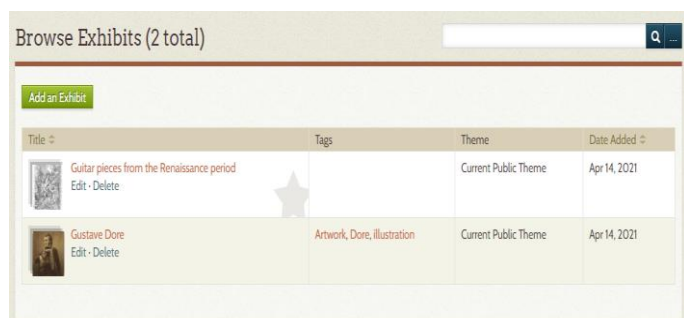 Browse Exhibits (2 total)
...
Add an Exhibit
Title Tags Theme Date Added
Guitar pieces from the Renaissance period Current Public Theme Apr 14, 2021
Edit · Delete
Gustave Dore Artwork, Dore, illustration Current Public Theme Apr 14, 2021
Edit · Delete